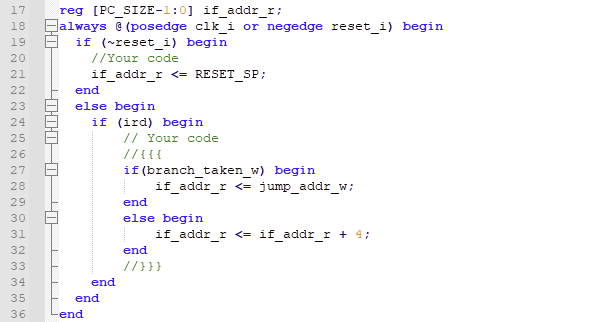 17 reg [PC_SIZE-1:0] if_addr_r;
18 always @(posedge clk_i or negedge reset_i) begin
19 if (~reset_i) begin
20 //Your code
21 if_addr_r <= RESET_SP;
22 end
23 else begin
24 if (ird) begin
25 // Your code
26 //{{{
27 if(branch_taken_w) begin
28 if_addr_r <= jump_addr_w;
29 end
30 else begin
31 if_addr_r <= if_addr_r + 4;
32 end
33 //}}}
34 end
35 end
36 end